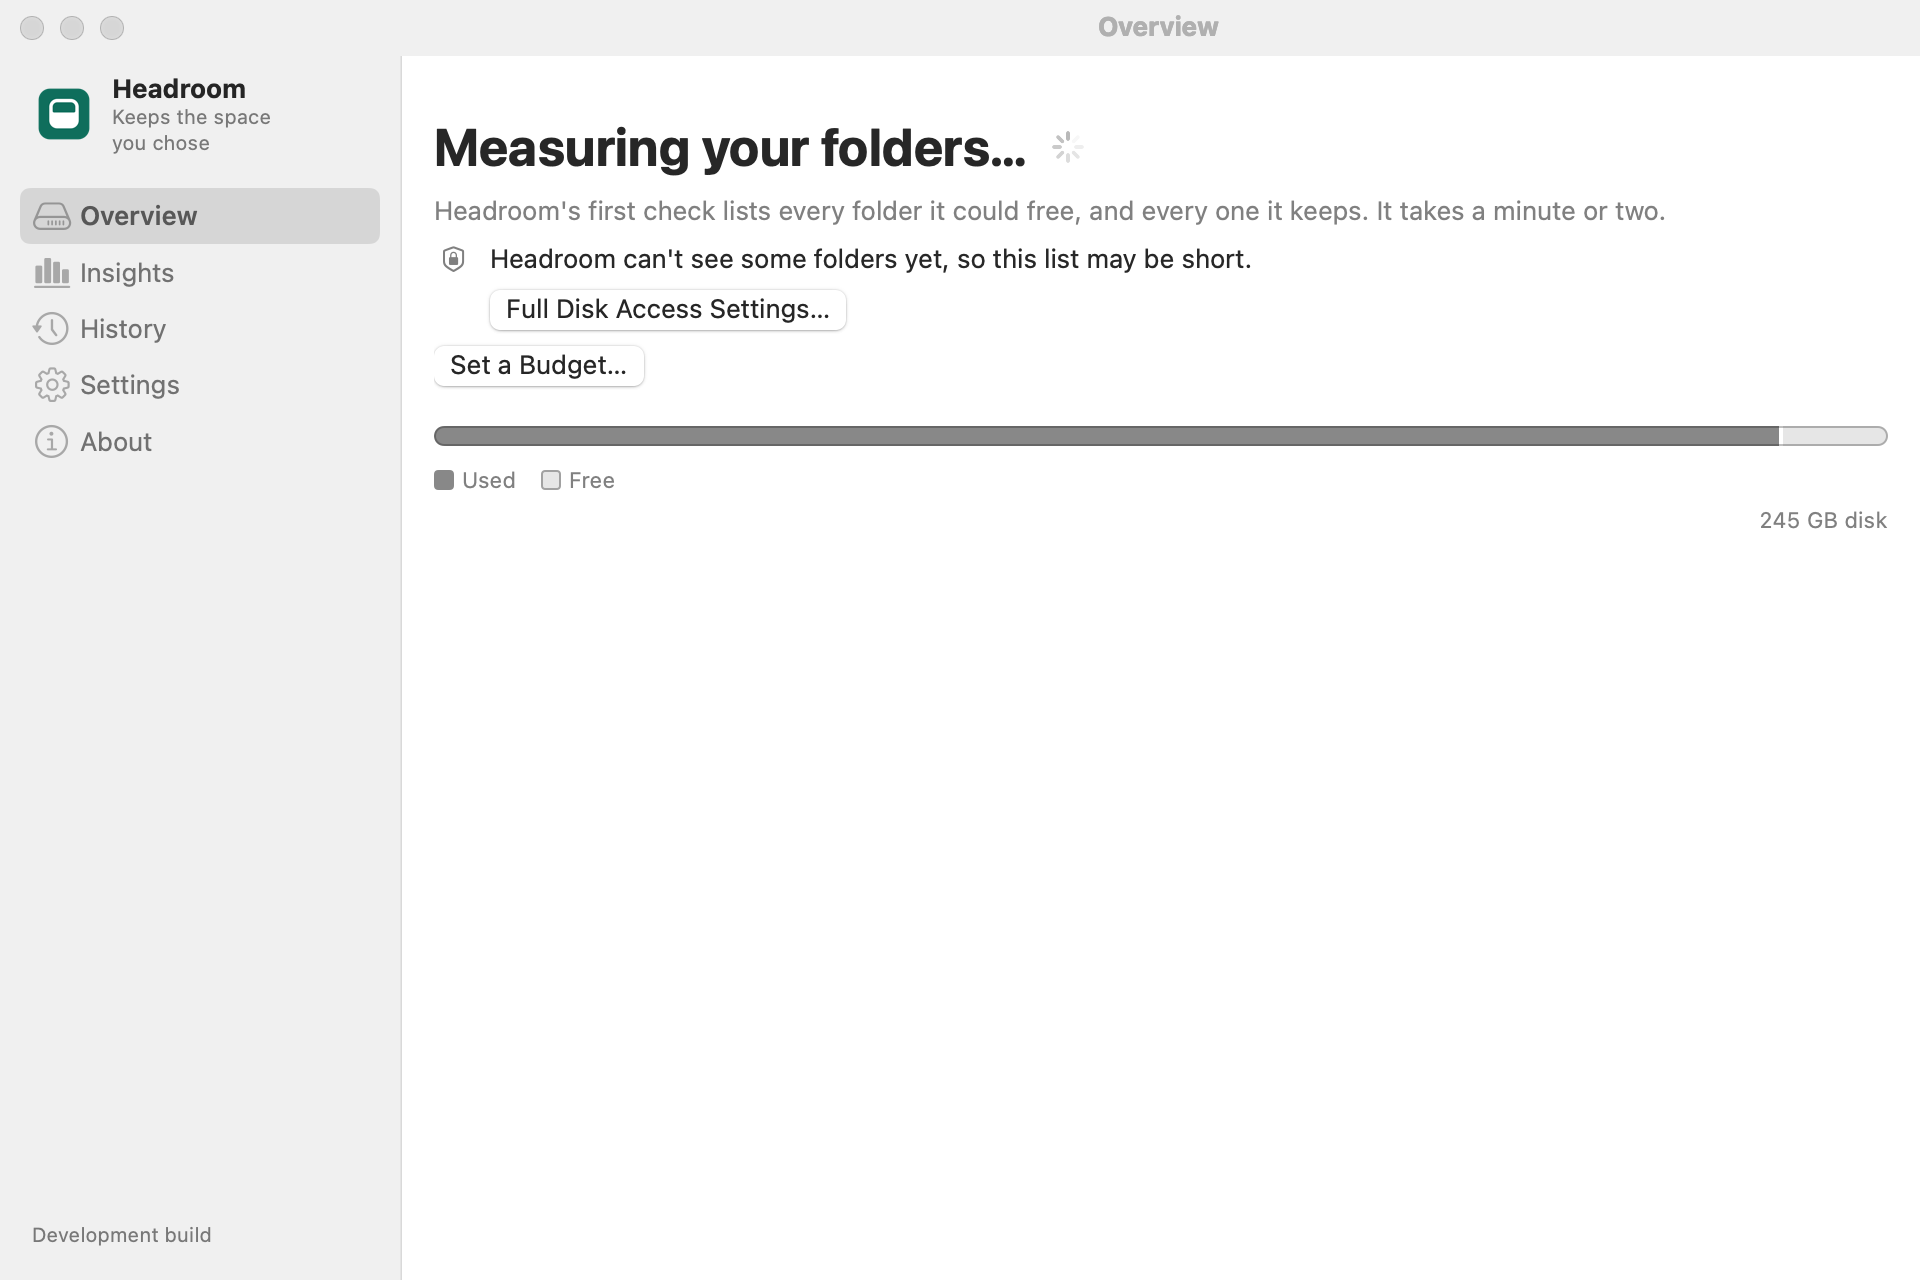 Overview
Headroom
Keeps the space
you chose
Overview
Insights
History
Settings
About
Development build
Measuring your folders...
Headroom's first check lists every folder it could free, and every one it keeps. It takes a minute or two.
Headroom can't see some folders yet, so this list may be short.
Full Disk Access Settings...
Set a Budget...
Used Free
245 GB disk